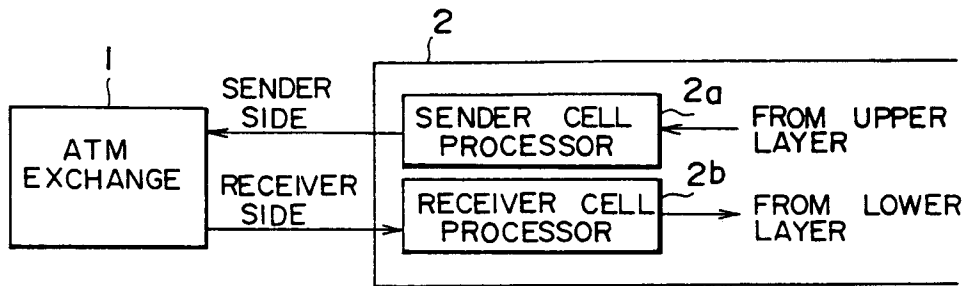 1
2
SENDER
SIDE
ATM
EXCHANGE
RECEIVER
SIDE
2a
SENDER CELL
PROCESSOR
FROM UPPER
LAYER
2b
RECEIVER CELL
PROCESSOR
FROM LOWER
LAYER